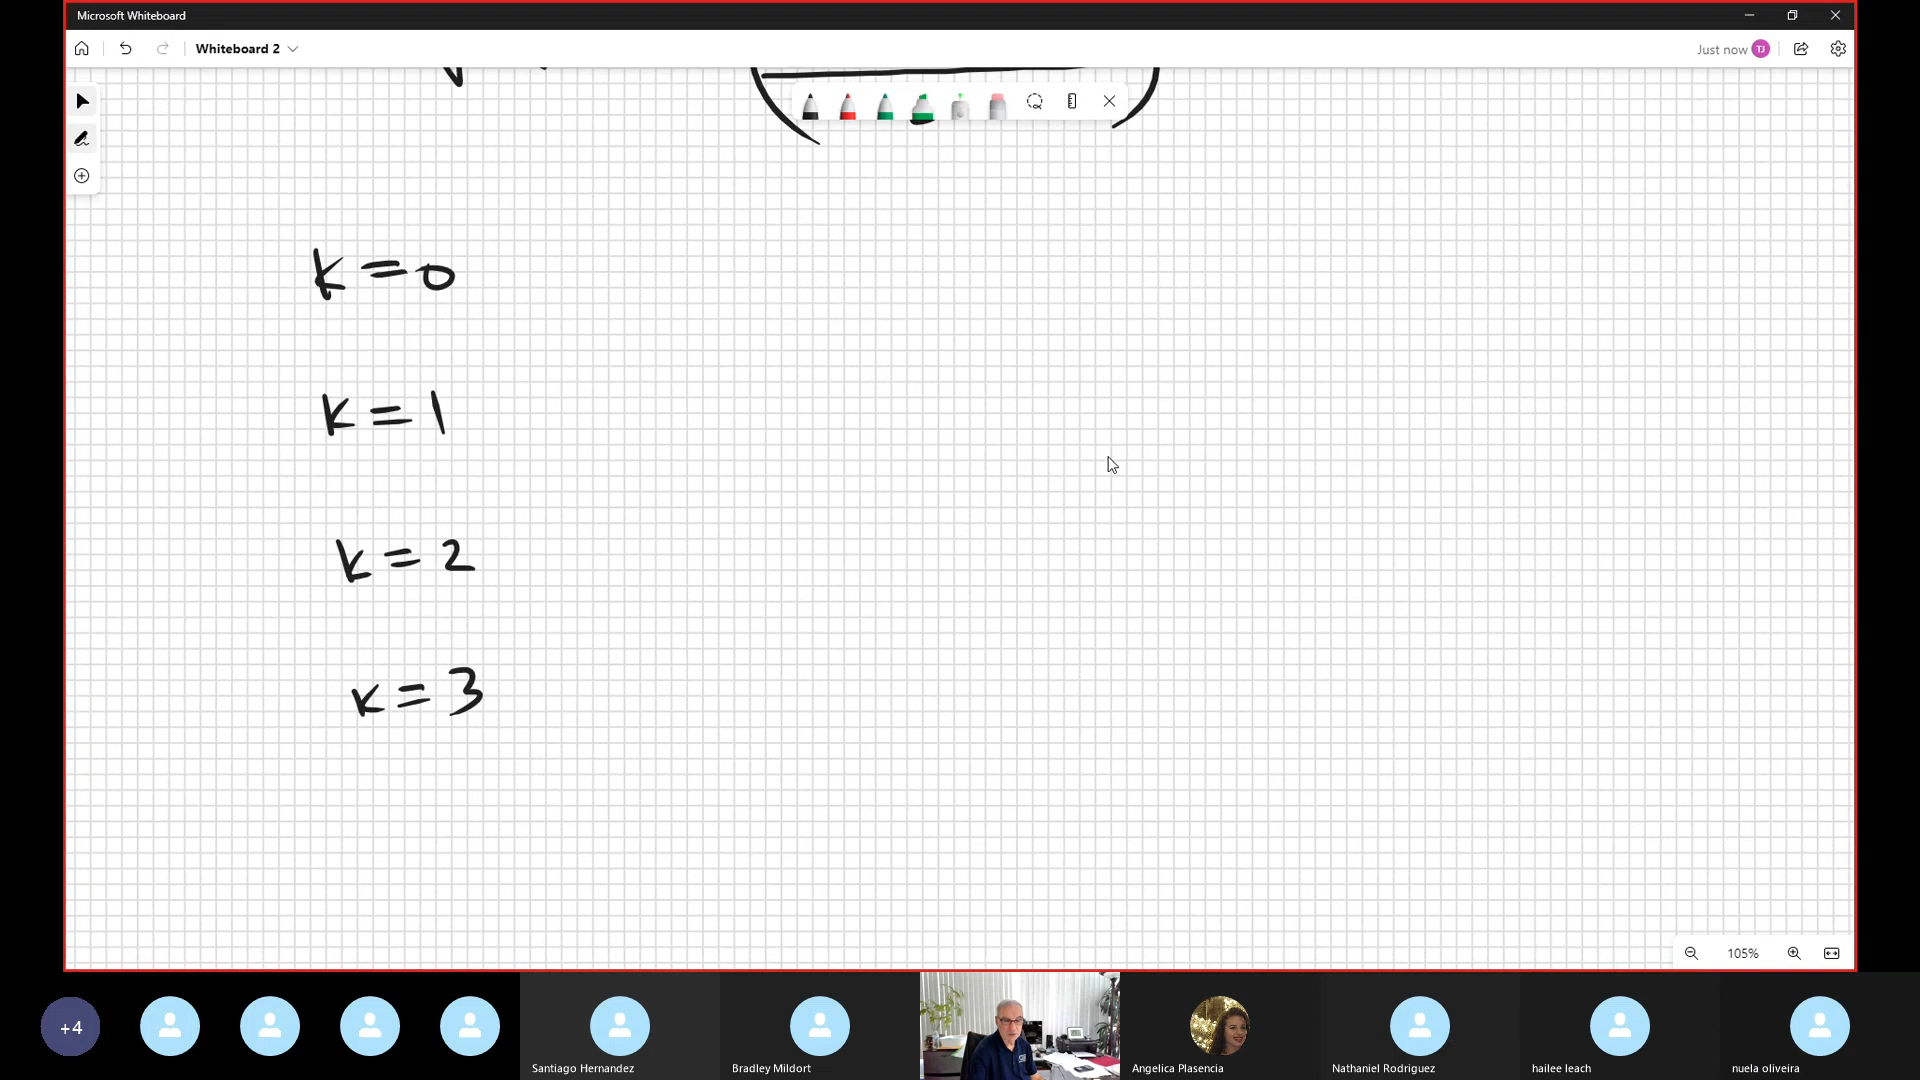 Microsoft Whiteboard
Whiteboard 2
Just now TJ
k = 0
k = 1
k = 2
k = 3
105%
+4
Santiago Hernandez
Bradley Mildort
Angelica Plasencia
Nathaniel Rodriguez
hailee leach
nuela oliveira